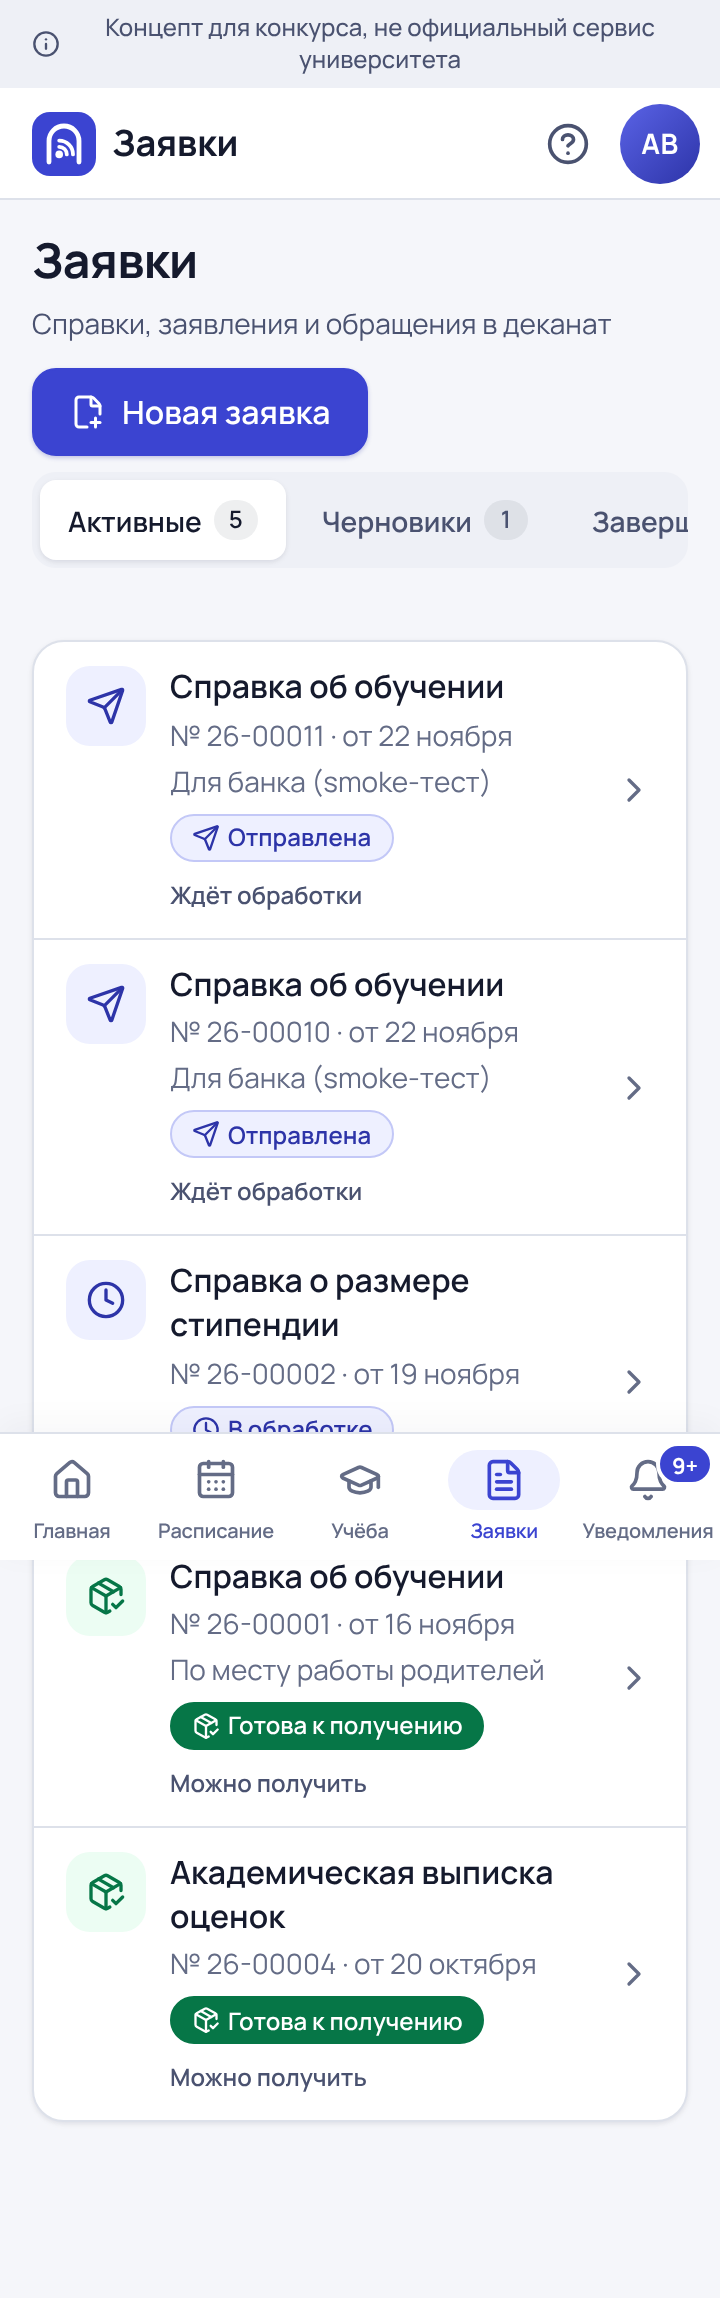 Концепт для конкурса, не официальный сервис
университета
Заявки
АВ
Заявки
Справки, заявления и обращения в деканат
Новая заявка
Активные 5
Черновики 1
Заверш
Справка об обучении
№ 26-00011 · от 22 ноября
Для банка (smoke-тест)
Отправлена
Ждёт обработки
Справка об обучении
№ 26-00010 · от 22 ноября
Для банка (smoke-тест)
Отправлена
Ждёт обработки
Справка о размере
стипендии
№ 26-00002 · от 19 ноября
В обработке
Главная
Расписание
Учёба
Заявки
9+
Уведомления
Справка об обучении
№ 26-00001 · от 16 ноября
По месту работы родителей
Готова к получению
Можно получить
Академическая выписка
оценок
№ 26-00004 · от 20 октября
Готова к получению
Можно получить